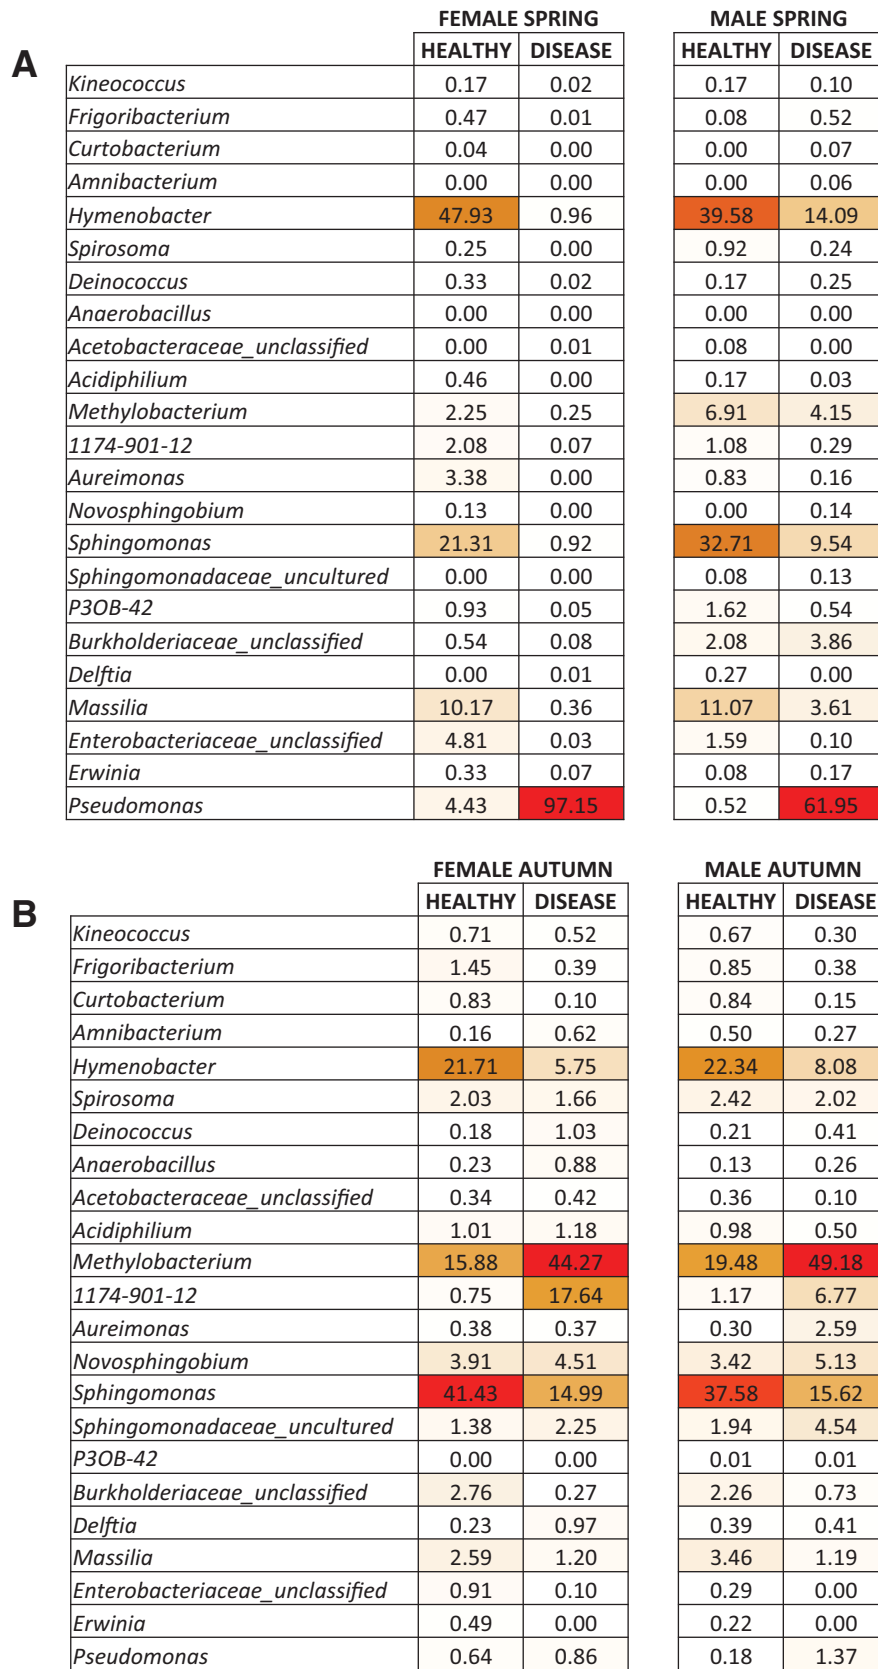 FEMALE SPRING MALE SPRING
A HEALTHY DISEASE HEALTHY DISEASE
Kineococcus 0.17 0.02 0.17 0.10
Frigoribacterium 0.47 0.01 0.08 0.52
Curtobacterium 0.04 0.00 0.00 0.07
Amnibacterium 0.00 0.00 0.00 0.06
Hymenobacter 47.93 0.96 39.58 14.09
Spirosoma 0.25 0.00 0.92 0.24
Deinococcus 0.33 0.02 0.17 0.25
Anaerobacillus 0.00 0.00 0.00 0.00
Acetobacteraceae_unclassified 0.00 0.01 0.08 0.00
Acidiphilium 0.46 0.00 0.17 0.03
Methylobacterium 2.25 0.25 6.91 4.15
1174-901-12 2.08 0.07 1.08 0.29
Aureimonas 3.38 0.00 0.83 0.16
Novosphingobium 0.13 0.00 0.00 0.14
Sphingomonas 21.31 0.92 32.71 9.54
Sphingomonadaceae_uncultured 0.00 0.00 0.08 0.13
P3OB-42 0.93 0.05 1.62 0.54
Burkholderiaceae_unclassified 0.54 0.08 2.08 3.86
Delftia 0.00 0.01 0.27 0.00
Massilia 10.17 0.36 11.07 3.61
Enterobacteriaceae_unclassified 4.81 0.03 1.59 0.10
Erwinia 0.33 0.07 0.08 0.17
Pseudomonas 4.43 97.15 0.52 61.95
FEMALE AUTUMN MALE AUTUMN
B HEALTHY DISEASE HEALTHY DISEASE
Kineococcus 0.71 0.52 0.67 0.30
Frigoribacterium 1.45 0.39 0.85 0.38
Curtobacterium 0.83 0.10 0.84 0.15
Amnibacterium 0.16 0.62 0.50 0.27
Hymenobacter 21.71 5.75 22.34 8.08
Spirosoma 2.03 1.66 2.42 2.02
Deinococcus 0.18 1.03 0.21 0.41
Anaerobacillus 0.23 0.88 0.13 0.26
Acetobacteraceae_unclassified 0.34 0.42 0.36 0.10
Acidiphilium 1.01 1.18 0.98 0.50
Methylobacterium 15.88 44.27 19.48 49.18
1174-901-12 0.75 17.64 1.17 6.77
Aureimonas 0.38 0.37 0.30 2.59
Novosphingobium 3.91 4.51 3.42 5.13
Sphingomonas 41.43 14.99 37.58 15.62
Sphingomonadaceae_uncultured 1.38 2.25 1.94 4.54
P3OB-42 0.00 0.00 0.01 0.01
Burkholderiaceae_unclassified 2.76 0.27 2.26 0.73
Delftia 0.23 0.97 0.39 0.41
Massilia 2.59 1.20 3.46 1.19
Enterobacteriaceae_unclassified 0.91 0.10 0.29 0.00
Erwinia 0.49 0.00 0.22 0.00
Pseudomonas 0.64 0.86 0.18 1.37